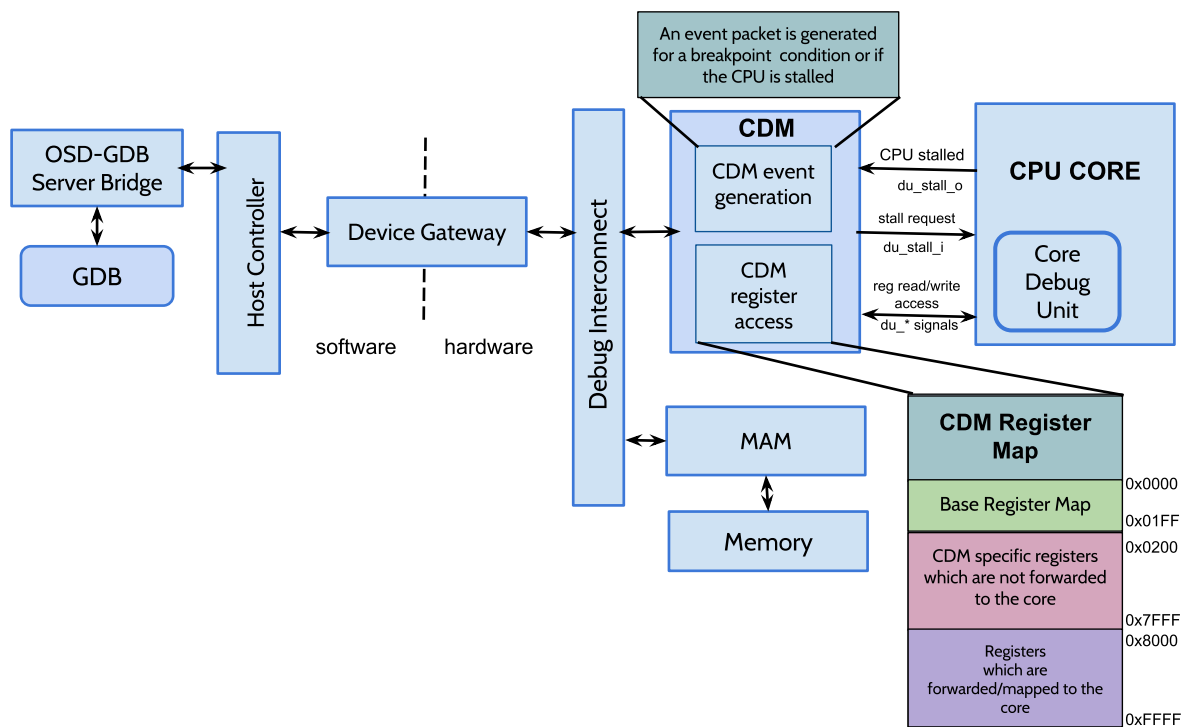 An event packet is generated
for a breakpoint condition or if
the CPU is stalled
OSD-GDB
Server Bridge
GDB
Host Controller
Device Gateway
software
hardware
Debug Interconnect
CDM
CDM event
generation
CDM
register
access
CPU stalled
du_stall_o
stall request
du_stall_i
reg read/write
access
du_* signals
CPU CORE
Core
Debug
Unit
MAM
Memory
CDM Register
Map
0x0000
Base Register Map
0x01FF
0x0200
CDM specific registers
which are not forwarded
to the core
0x7FFF
0x8000
Registers
which are
forwarded/mapped to the
core
0xFFFF